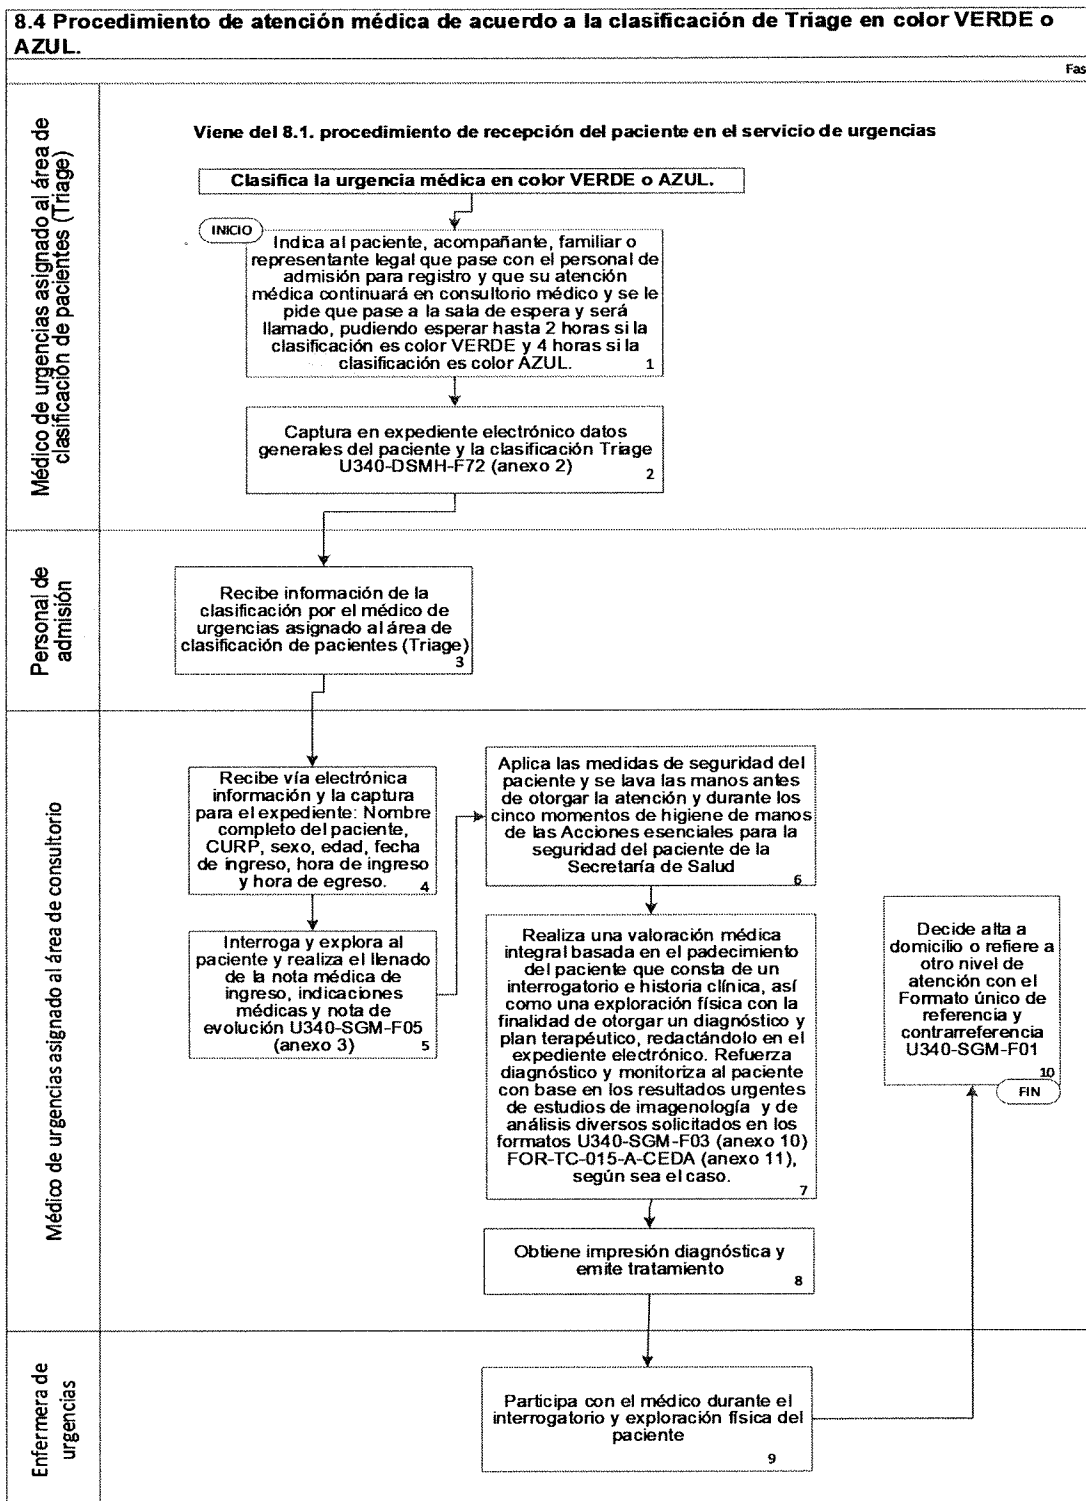 8.4 Procedimiento de atención médica de acuerdo a la clasificación de Triage en color VERDE o
AZUL.
Fas
Médico de urgencias asignado al área de
clasificación de pacientes (Triage)
Viene del 8.1. procedimiento de recepción del paciente en el servicio de urgencias
Clasifica la urgencia médica en color VERDE o AZUL.
INICIO
Indica al paciente, acompañante, familiar o
representante legal que pase con el personal de
admisión para registro y que su atención
médica continuará en consultorio médico y se le
pide que pase a la sala de espera y será
llamado, pudiendo esperar hasta 2 horas si la
clasificación es color VERDE y 4 horas si la
clasificación es color AZUL.
1
Captura en expediente electrónico datos
generales del paciente y la clasificación Triage
U340-DSMH-F72 (anexo 2)
2
Personal de
admisión
Recibe información de la
clasificación por el médico de
urgencias asignado al área de
clasificación de pacientes (Triage)
3
Médico de urgencias asignado al área de consultorio
Recibe vía electrónica
información y la captura
para el expediente: Nombre
completo del paciente,
CURP, sexo, edad, fecha
de ingreso, hora de ingreso
y hora de egreso.
4
Interroga y explora al
paciente y realiza el llenado
de la nota médica de
ingreso, indicaciones
médicas y nota de
evolución U340-SGM-F05
(anexo 3)
5
Aplica las medidas de seguridad del
paciente y se lava las manos antes
de otorgar la atención y durante los
cinco momentos de higiene de manos
de las Acciones esenciales para la
seguridad del paciente de la
Secretaría de Salud
6
Realiza una valoración médica
integral basada en el padecimiento
del paciente que consta de un
interrogatorio e historia clínica, así
como una exploración física con la
finalidad de otorgar un diagnóstico y
plan terapéutico, redactándolo en el
expediente electrónico. Refuerza
diagnóstico y monitoriza al paciente
con base en los resultados urgentes
de estudios de imagenología y de
análisis diversos solicitados en los
formatos U340-SGM-F03 (anexo 10)
FOR-TC-015-A-CEDA (anexo 11),
según sea el caso.
7
Obtiene impresión diagnóstica y
emite tratamiento
8
Decide alta a
domicilio o refiere a
otro nivel de
atención con el
Formato único de
referencia y
contrarreferencia
U340-SGM-F01
10
FIN
Enfermera de
urgencias
Participa con el médico durante el
interrogatorio y exploración física del
paciente
9